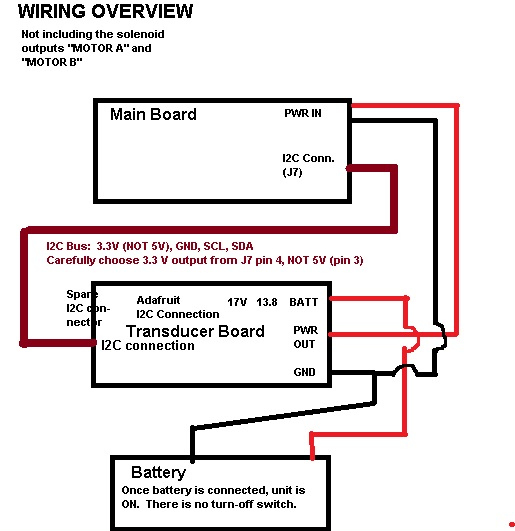 WIRING OVERVIEW
Not including the solenoid
outputs "MOTOR A" and
"MOTOR B"
Main Board
PWR IN
I2C Conn.
(J7)
I2C Bus: 3.3V (NOT 5V), GND, SCL, SDA
Carefully choose 3.3 V output from J7 pin 4, NOT 5V (pin 3)
Spare
I2C con-
nector
Adafruit
I2C Connection
17V 13.8 BATT
Transducer Board
PWR
OUT
I2C connection
GND
Battery
Once battery is connected, unit is
ON. There is no turn-off switch.